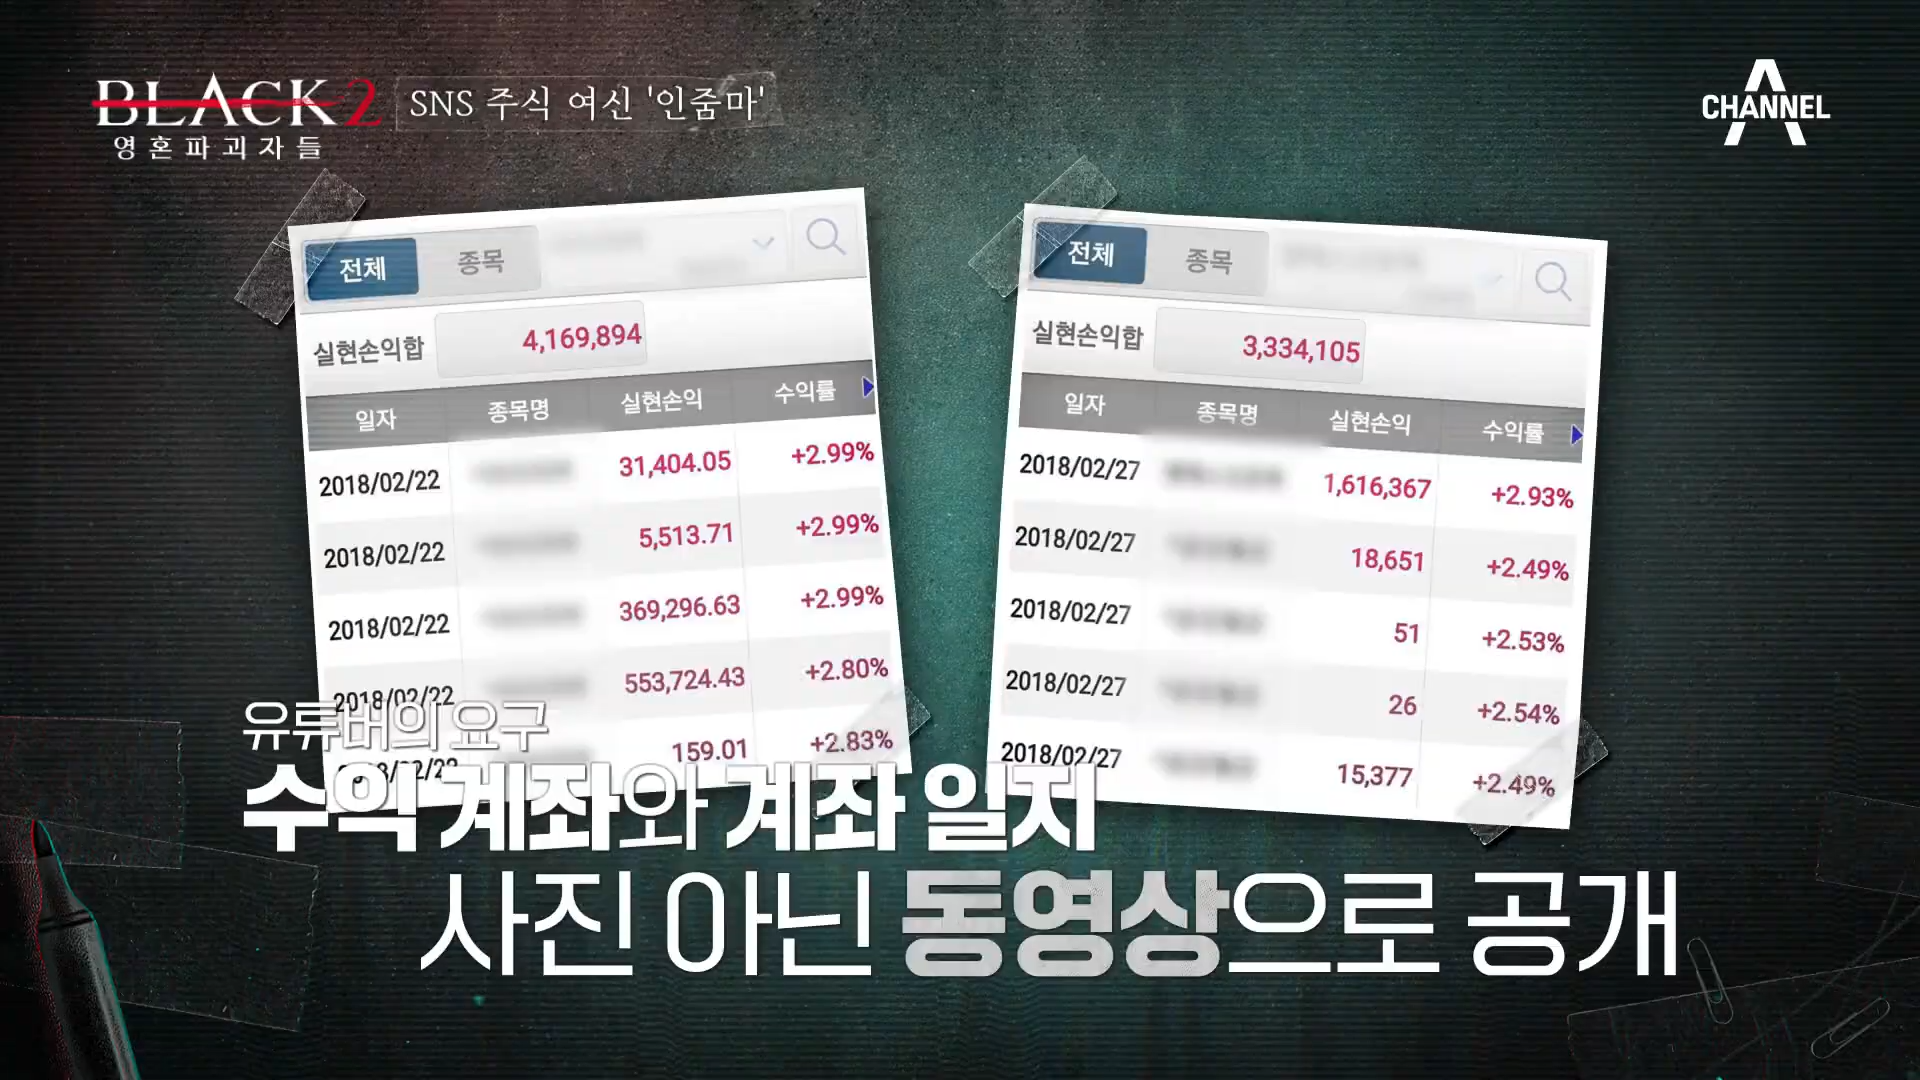 BLACK 2
영혼파괴자들
SNS 주식 여신 '인줌마'
CHANNEL A
전체 종목
실현손익합 4,169,894
일자 종목명 실현손익 수익률
2018/02/22 31,404.05 +2.99%
2018/02/22 5,513.71 +2.99%
2018/02/22 369,296.63 +2.99%
2018/02/22 553,724.43 +2.80%
2018/02/22 159.01 +2.83%
전체 종목
실현손익합 3,334,105
일자 종목명 실현손익 수익률
2018/02/27 1,616,367 +2.93%
2018/02/27 18,651 +2.49%
2018/02/27 51 +2.53%
2018/02/27 26 +2.54%
2018/02/27 15,377 +2.49%
유튜버의 요구
수익 계좌와 계좌 일지
사진 아닌 동영상으로 공개